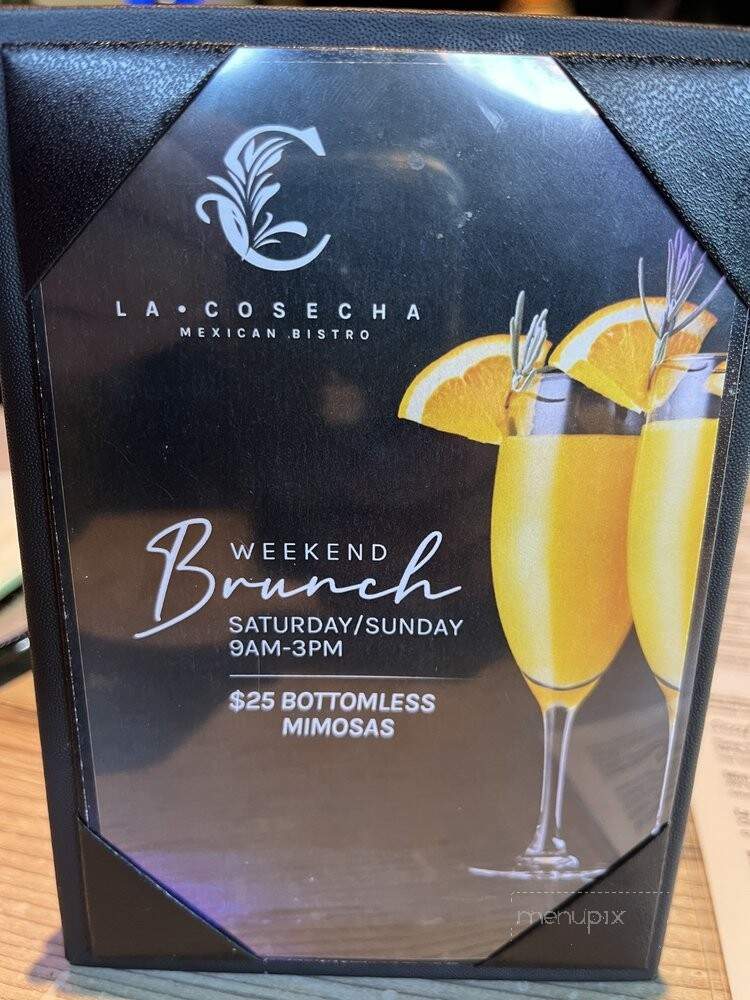 LA•COSECHA
MEXICAN BISTRO
WEEKEND
Brunch
SATURDAY/SUNDAY
9AM-3PM
$25 BOTTOMLESS
MIMOSAS
menupix